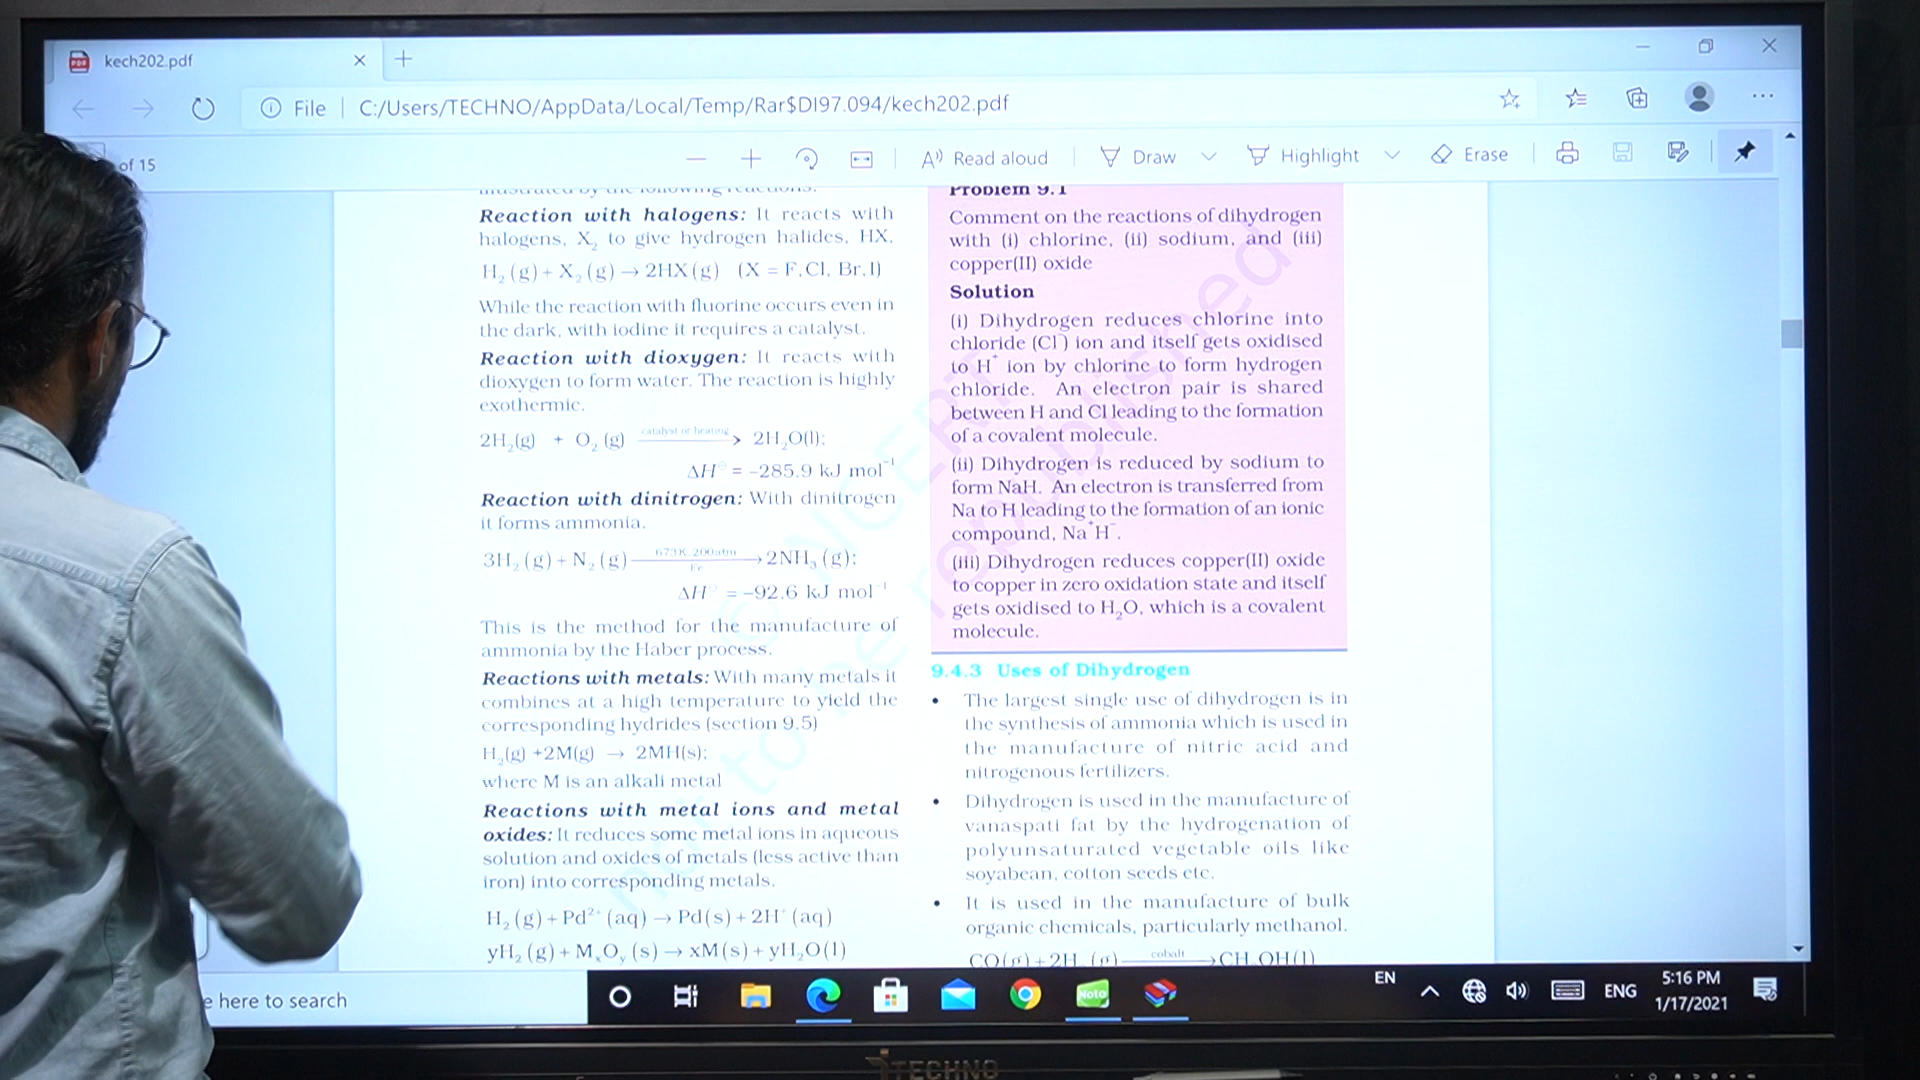 kech202.pdf
File
C:/Users/TECHNO/AppData/Local/Temp/Rar$DI97.094/kech202.pdf
of 15
Read aloud
Draw
Highlight
Erase
illustrated by the following reactions.
Reaction with halogens: It reacts with
halogens, X₂ to give hydrogen halides, HX,
H₂ (g) + X₂ (g) → 2HX (g) (X = F,Cl, Br,I)
While the reaction with fluorine occurs even in
the dark, with iodine it requires a catalyst.
Reaction with dioxygen: It reacts with
dioxygen to form water. The reaction is highly
exothermic.
2H₂(g) + O₂ (g) catalyst or heating → 2H₂O(l);
ΔH⊖ = –285.9 kJ mol⁻¹
Reaction with dinitrogen: With dinitrogen
it forms ammonia.
3H₂ (g) + N₂ (g) 673K, 200atm Fe → 2NH₃ (g);
ΔH⊖ = –92.6 kJ mol⁻¹
This is the method for the manufacture of
ammonia by the Haber process.
Reactions with metals: With many metals it
combines at a high temperature to yield the
corresponding hydrides (section 9.5)
H₂(g) +2M(g) → 2MH(s);
where M is an alkali metal
Reactions with metal ions and metal
oxides: It reduces some metal ions in aqueous
solution and oxides of metals (less active than
iron) into corresponding metals.
H₂ (g) + Pd²⁺ (aq) → Pd(s) + 2H⁺ (aq)
yH₂ (g) + MₓOᵧ (s) → xM(s) + yH₂O(l)
Problem 9.1
Comment on the reactions of dihydrogen
with (i) chlorine, (ii) sodium, and (iii)
copper(II) oxide
Solution
(i) Dihydrogen reduces chlorine into
chloride (Cl⁻) ion and itself gets oxidised
to H⁺ ion by chlorine to form hydrogen
chloride. An electron pair is shared
between H and Cl leading to the formation
of a covalent molecule.
(ii) Dihydrogen is reduced by sodium to
form NaH. An electron is transferred from
Na to H leading to the formation of an ionic
compound, Na⁺H⁻.
(iii) Dihydrogen reduces copper(II) oxide
to copper in zero oxidation state and itself
gets oxidised to H₂O, which is a covalent
molecule.
9.4.3 Uses of Dihydrogen
• The largest single use of dihydrogen is in
the synthesis of ammonia which is used in
the manufacture of nitric acid and
nitrogenous fertilizers.
• Dihydrogen is used in the manufacture of
vanaspati fat by the hydrogenation of
polyunsaturated vegetable oils like
soyabean, cotton seeds etc.
• It is used in the manufacture of bulk
organic chemicals, particularly methanol.
CO(g) + 2H₂ (g) cobalt → CH₃OH(l)
NCERT
not to be republished
e here to search
Note
EN
ENG
5:16 PM
1/17/2021
TECHNO